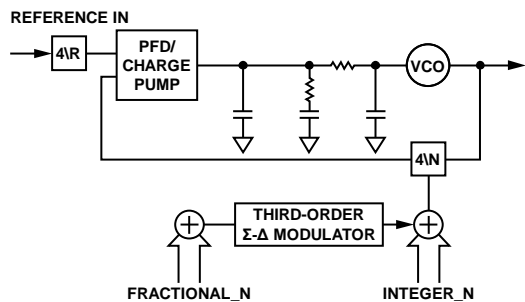 REFERENCE IN
4\R
PFD/
CHARGE
PUMP
VCO
4\N
THIRD-ORDER
Σ-Δ MODULATOR
FRACTIONAL_N
INTEGER_N